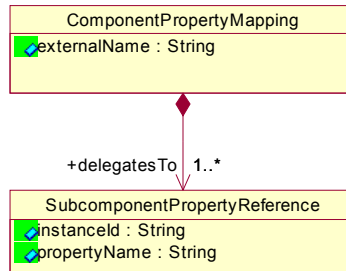 ComponentPropertyMapping
externalName : String
+delegatesTo 1..*
SubcomponentPropertyReference
instanceId : String
propertyName : String